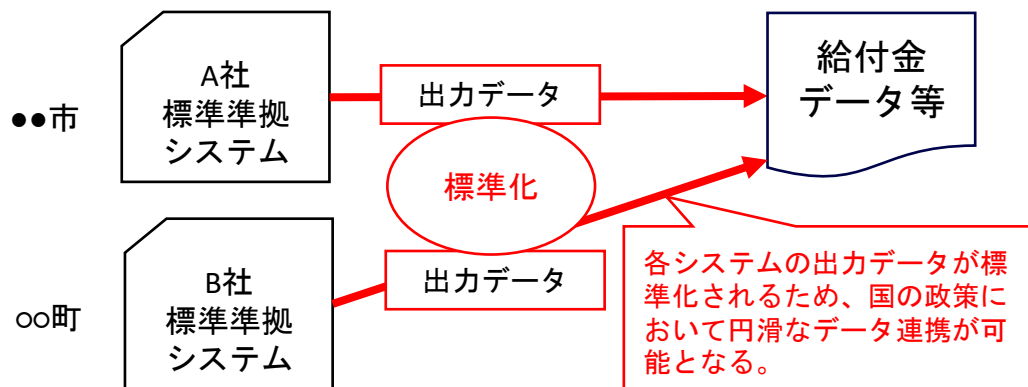 ●●市
A社
標準準拠
システム
出力データ
標準化
給付金
データ等
○○町
B社
標準準拠
システム
出力データ
各システムの出力データが標
準化されるため、国の政策に
おいて円滑なデータ連携が可
能となる。